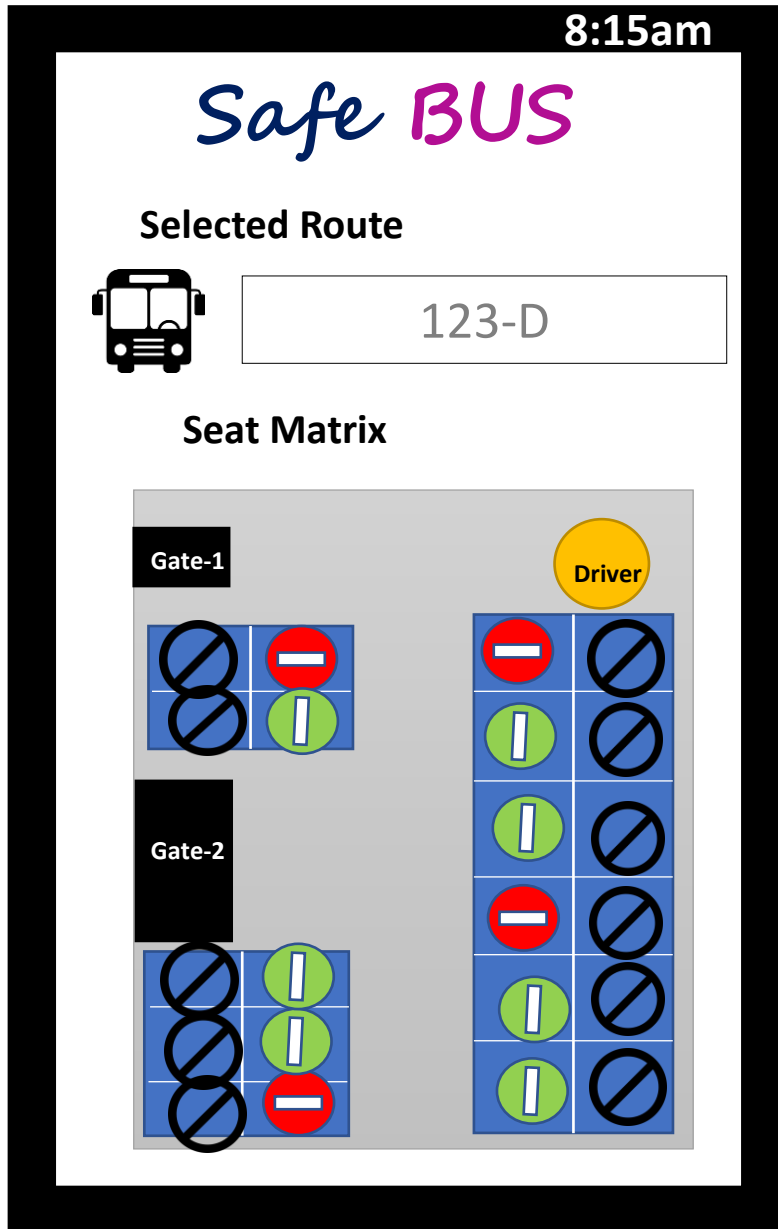 8:15am
Safe BUS
Selected Route
123-D
Seat Matrix
Gate-1
Driver
Gate-2